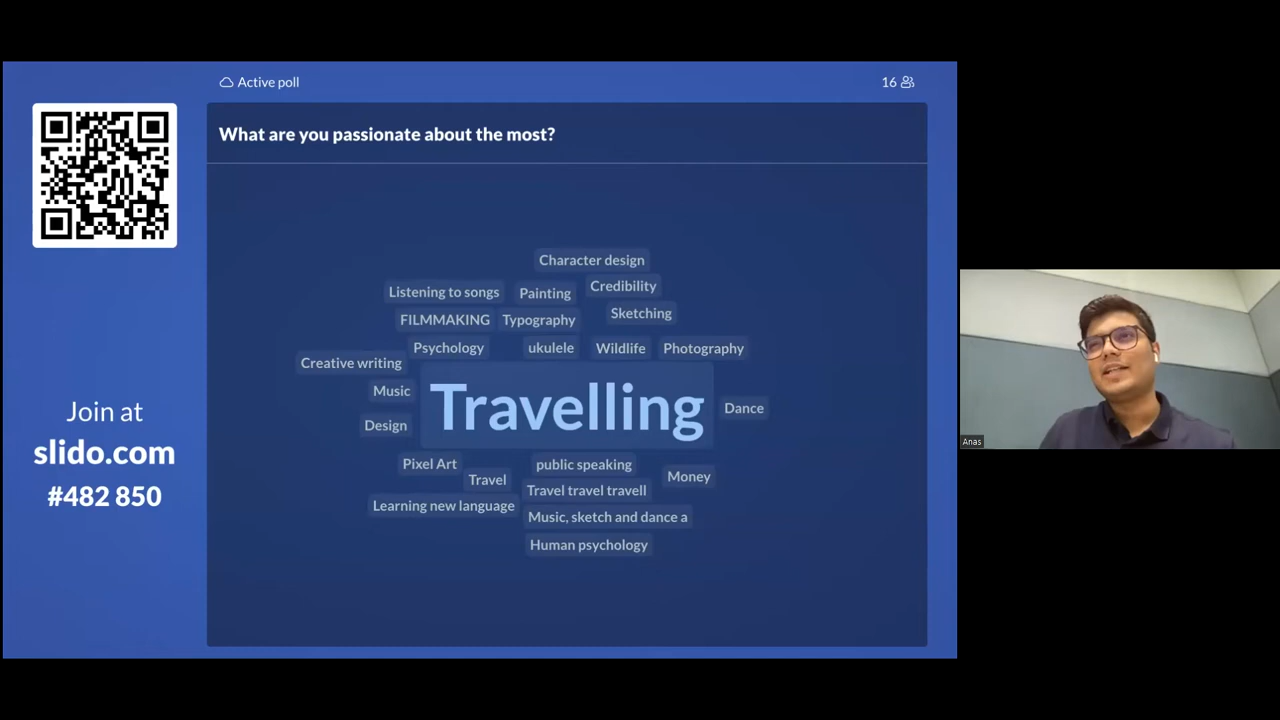 Active poll
16
What are you passionate about the most?
Character design
Listening to songs
Painting
Credibility
FILMMAKING
Typography
Sketching
Psychology
ukulele
Wildlife
Photography
Creative writing
Music
Travelling
Dance
Design
Pixel Art
public speaking
Travel
Money
Travel travel travell
Learning new language
Music, sketch and dance a
Human psychology
Join at
slido.com
#482 850
Anas